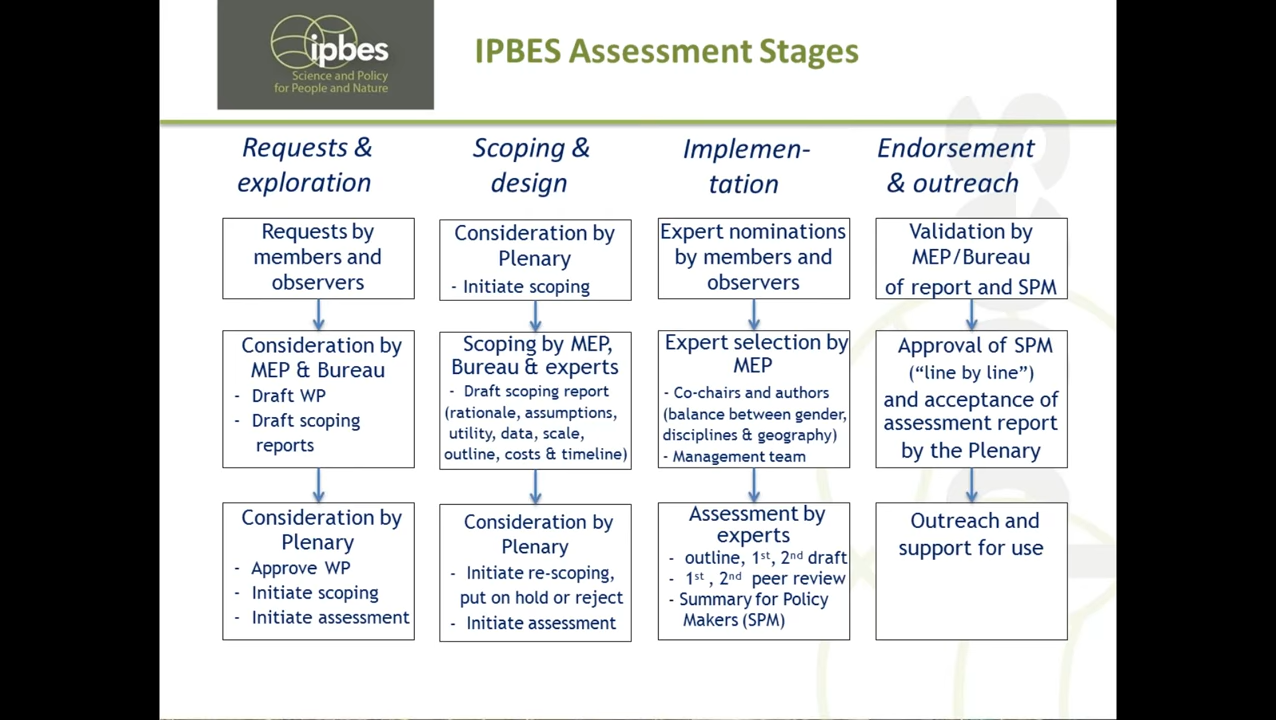 ipbes
Science and Policy
for People and Nature
IPBES Assessment Stages
Requests &
exploration
Requests by
members and
observers
Consideration by
MEP & Bureau
- Draft WP
- Draft scoping
reports
Consideration by
Plenary
- Approve WP
- Initiate scoping
- Initiate assessment
Scoping &
design
Consideration by
Plenary
- Initiate scoping
Scoping by MEP,
Bureau & experts
- Draft scoping report
(rationale, assumptions,
utility, data, scale,
outline, costs & timeline)
Consideration by
Plenary
- Initiate re-scoping,
put on hold or reject
- Initiate assessment
Implemen-
tation
Expert nominations
by members and
observers
Expert selection by
MEP
- Co-chairs and authors
(balance between gender,
disciplines & geography)
- Management team
Assessment by
experts
- outline, 1st, 2nd draft
- 1st , 2nd peer review
- Summary for Policy
Makers (SPM)
Endorsement
& outreach
Validation by
MEP/Bureau
of report and SPM
Approval of SPM
(“line by line”)
and acceptance of
assessment report
by the Plenary
Outreach and
support for use